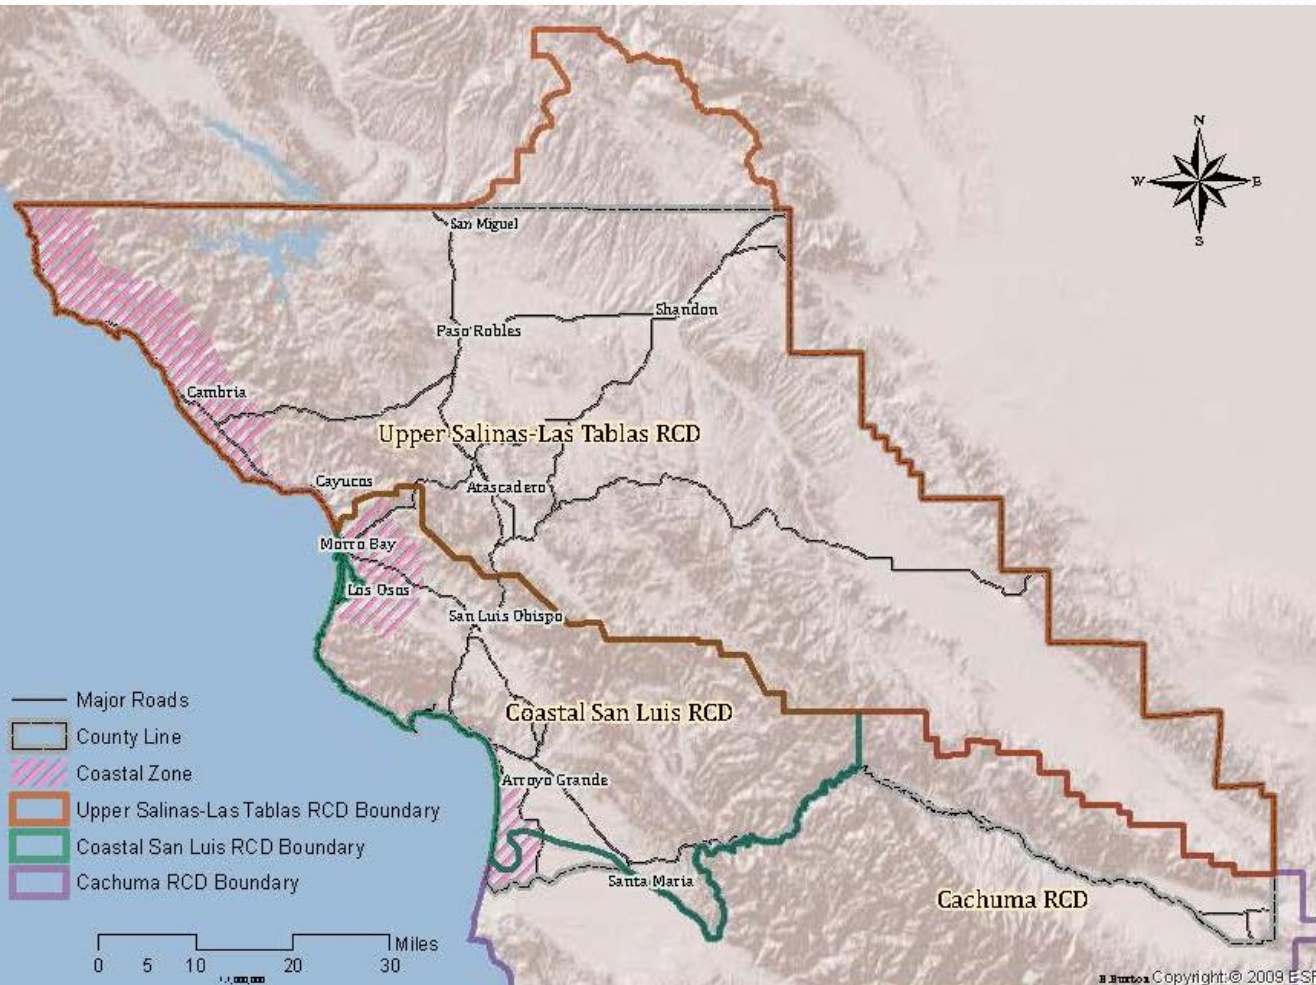 N
W E
S
San Miguel
Shandon
Paso Robles
Cambria
Upper Salinas-Las Tablas RCD
Cayucos
Atascadero
Morro Bay
Los Osos
San Luis Obispo
Coastal San Luis RCD
Arroyo Grande
Santa Maria
Cachuma RCD
Major Roads
County Line
Coastal Zone
Upper Salinas-Las Tablas RCD Boundary
Coastal San Luis RCD Boundary
Cachuma RCD Boundary
Miles
0 5 10 20 30
Copyright:© 2009 ESR